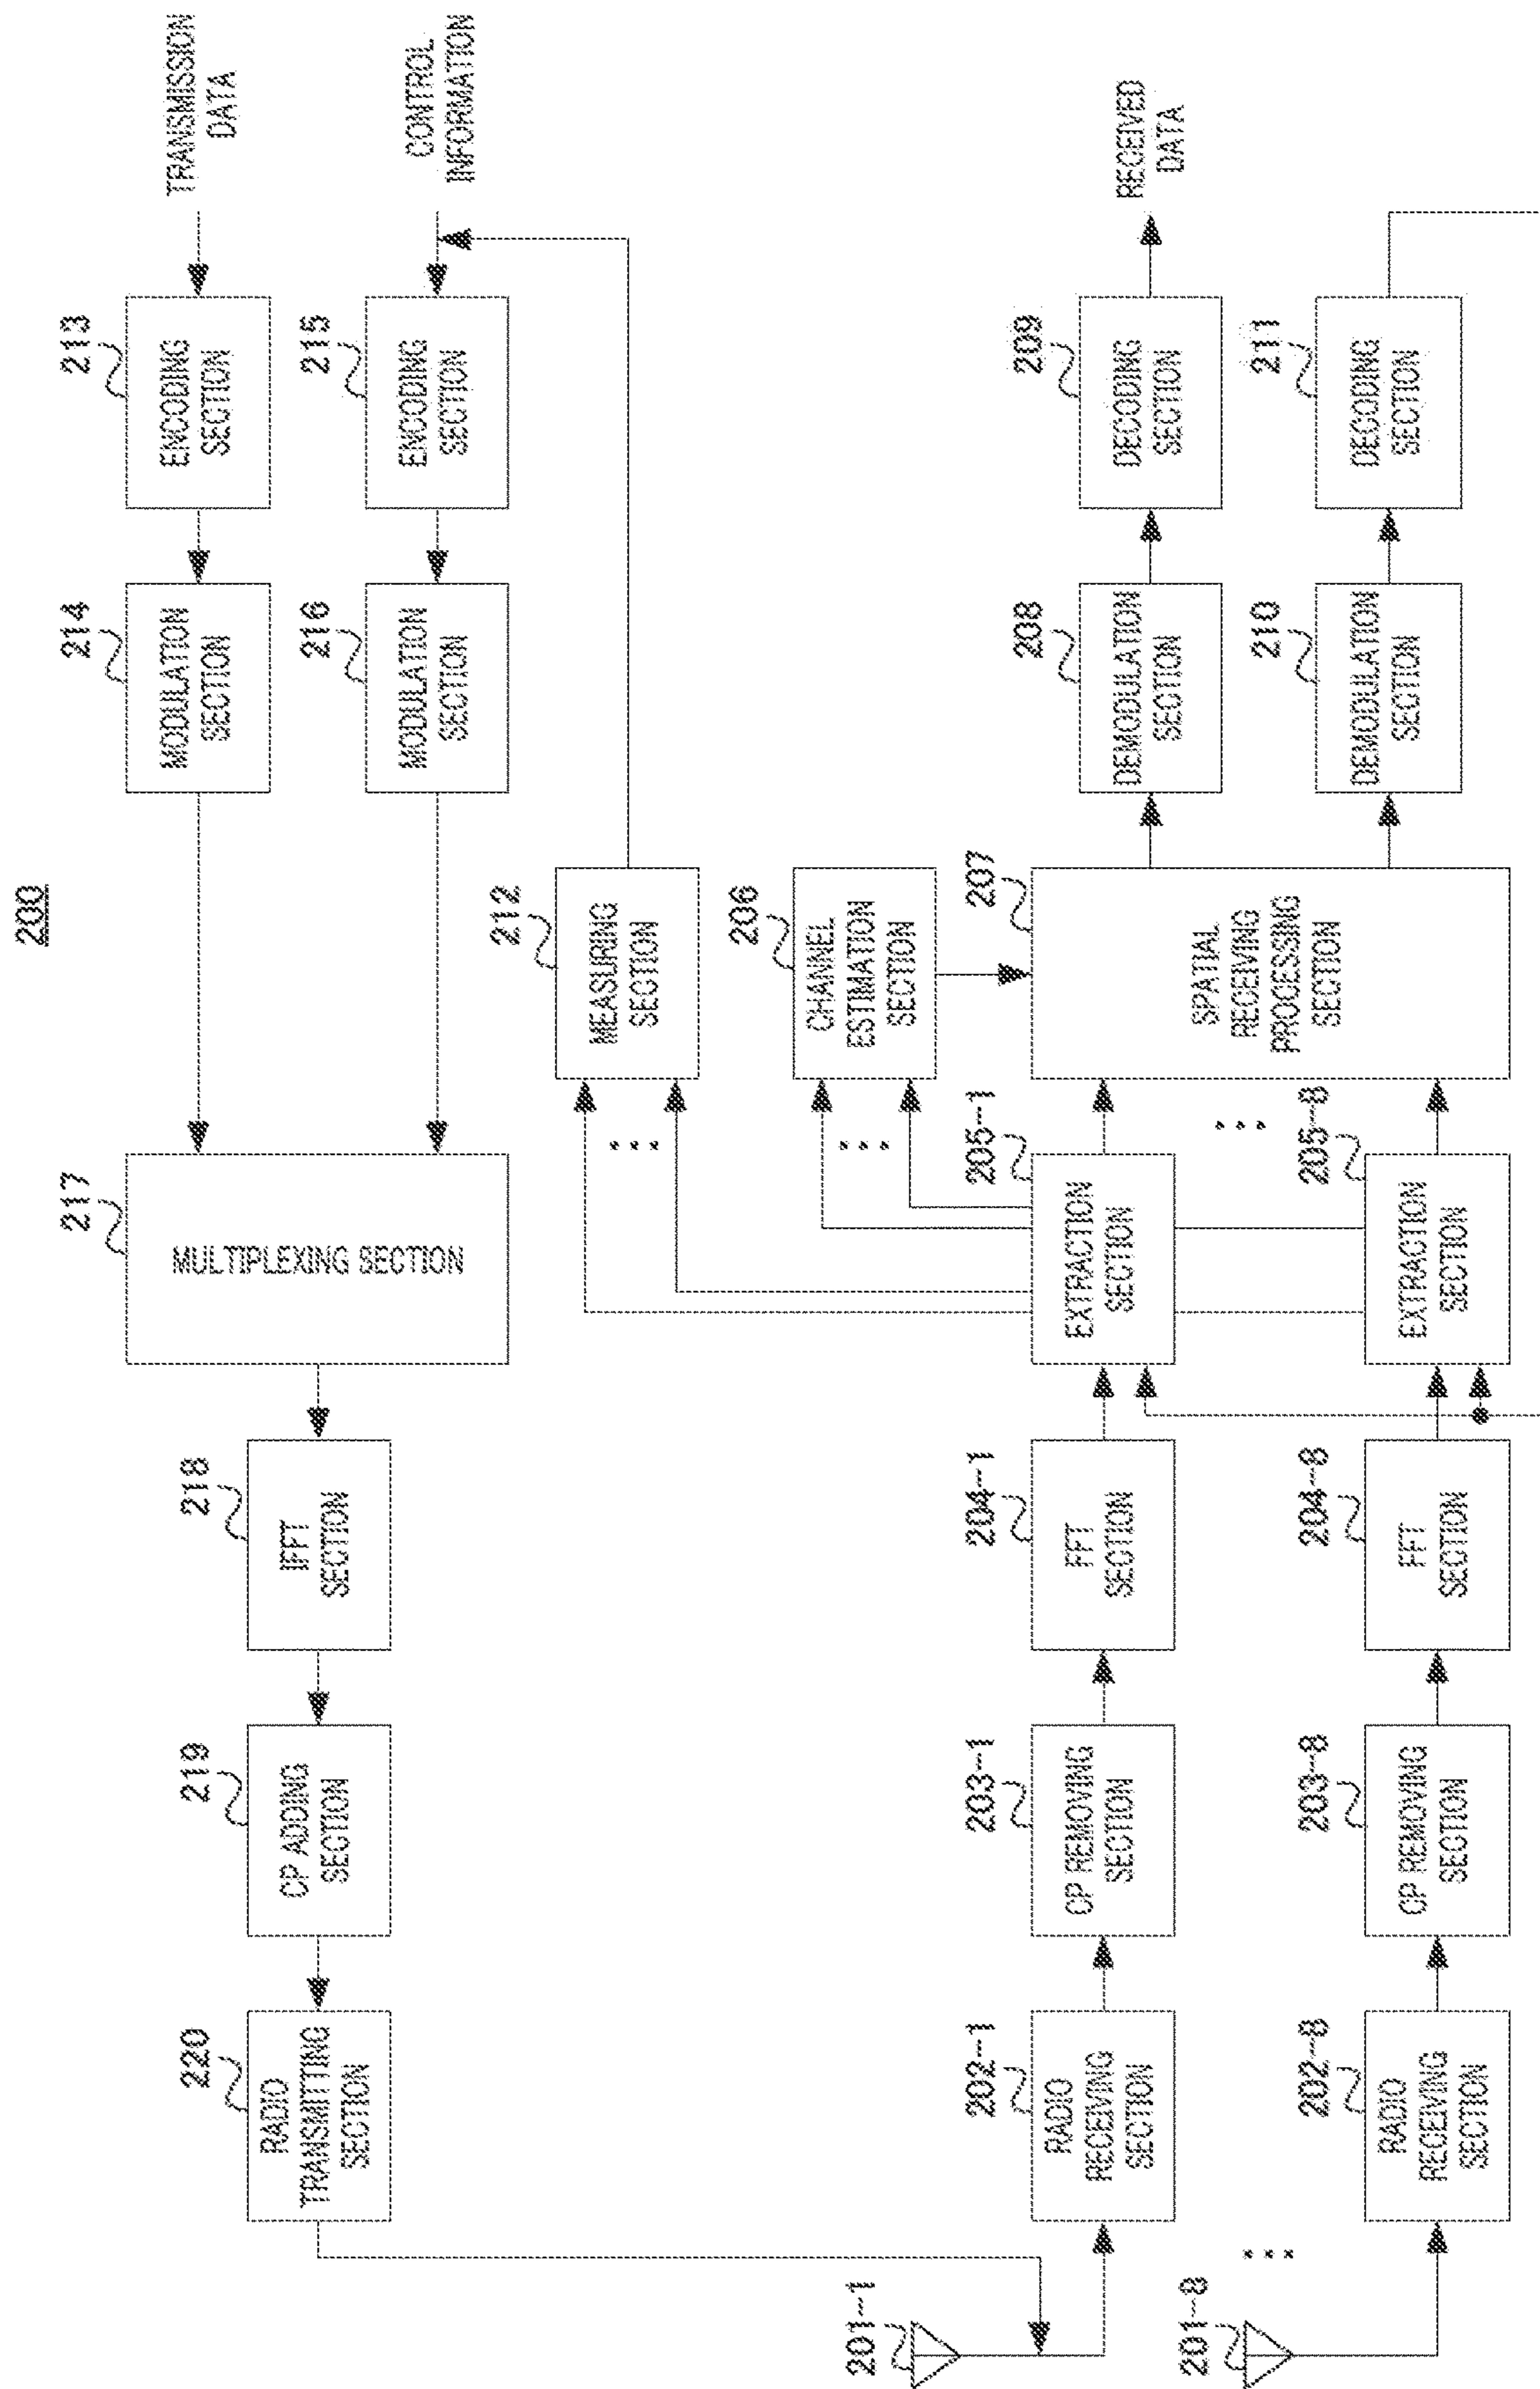 200
TRANSMISSION
DATA
CONTROL
INFORMATION
213
ENCODING
SECTION
215
ENCODING
SECTION
214
MODULATION
SECTION
216
MODULATION
SECTION
217
MULTIPLEXING SECTION
218
IFFT
SECTION
219
CP ADDING
SECTION
220
RADIO
TRANSMITTING
SECTION
212
MEASURING
SECTION
206
CHANNEL
ESTIMATION
SECTION
207
SPATIAL
RECEIVING
PROCESSING
SECTION
208
DEMODULATION
SECTION
209
DECODING
SECTION
RECEIVED
DATA
210
DEMODULATION
SECTION
211
DECODING
SECTION
201-1
202-1
RADIO
RECEIVING
SECTION
203-1
CP REMOVING
SECTION
204-1
FFT
SECTION
205-1
EXTRACTION
SECTION
...
...
...
...
201-8
202-8
RADIO
RECEIVING
SECTION
203-8
CP REMOVING
SECTION
204-8
FFT
SECTION
205-8
EXTRACTION
SECTION